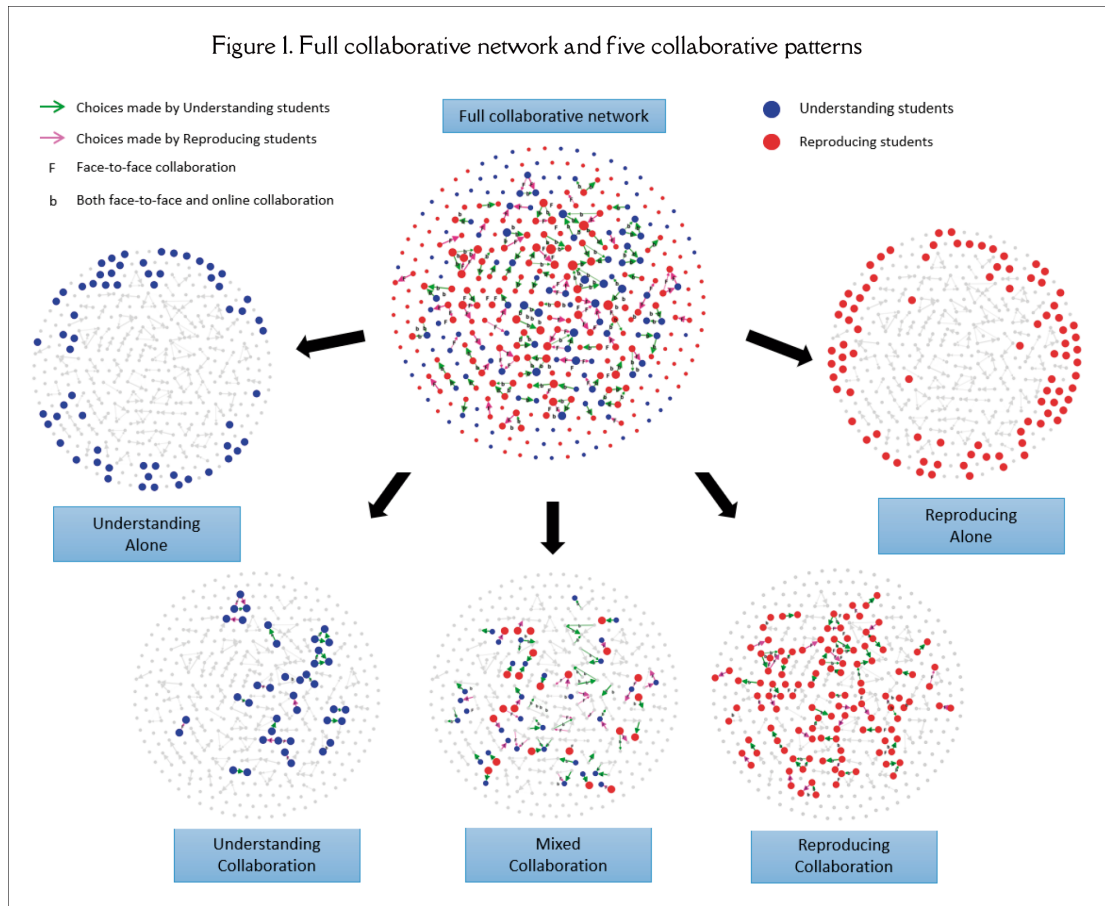 Figure 1. Full collaborative network and five collaborative patterns
Choices made by Understanding students
Choices made by Reproducing students
F Face-to-face collaboration
b Both face-to-face and online collaboration
Full collaborative network
Understanding students
Reproducing students
Understanding
Alone
Reproducing
Alone
Understanding
Collaboration
Mixed
Collaboration
Reproducing
Collaboration